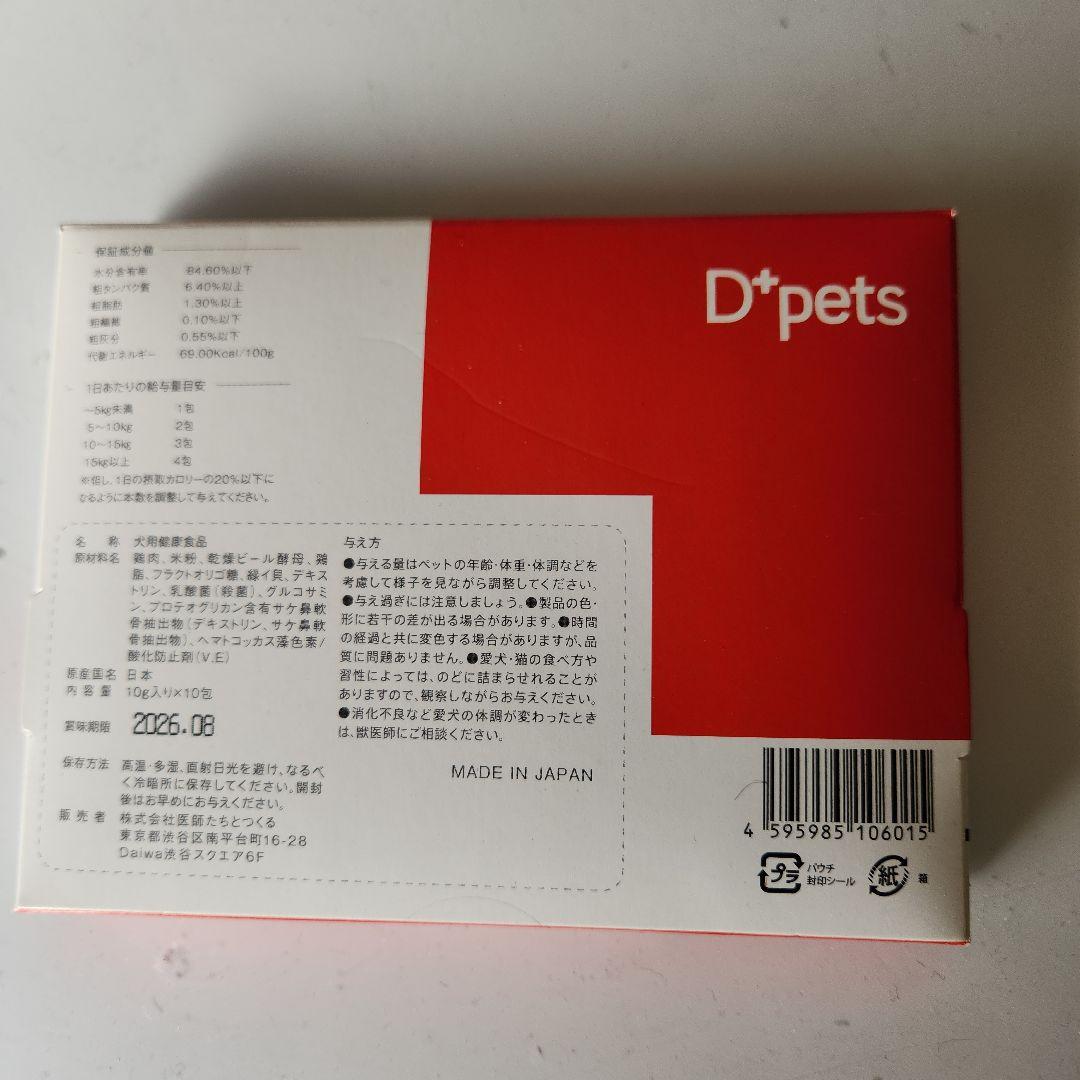 保証成分値
水分含有率 84.60%以下
粗タンパク質 6.40%以上
粗脂肪 1.30%以上
粗繊維 0.10%以下
粗灰分 0.55%以下
代謝エネルギー 69.00Kcal/100g
1日あたりの給与量目安
〜5kg未満 1包
5〜10kg 2包
10〜15kg 3包
15kg以上 4包
※但し、1日の摂取カロリーの20%以下に
なるように本数を調整して与えてください。
D+pets
名称 犬用健康食品
原材料名 鶏肉、米粉、乾燥ビール酵母、鶏
脂、フラクトオリゴ糖、緑イ貝、デキス
トリン、乳酸菌(殺菌)、グルコサミ
ン、プロテオグリカン含有サケ鼻軟
骨抽出物(デキストリン、サケ鼻軟
骨抽出物)、ヘマトコッカス藻色素/
酸化防止剤(V.E)
原産国名 日本
内容量 10g入り×10包
賞味期限 2026.08
保存方法 高温・多湿、直射日光を避け、なるべ
く冷暗所に保存してください。開封
後はお早めにお与えください。
販売者 株式会社医師たちとつくる
東京都渋谷区南平台町16-28
Daiwa渋谷スクエア6F
与え方
●与える量はペットの年齢・体重・体調などを
考慮して様子を見ながら調整してください。
●与え過ぎには注意しましょう。●製品の色・
形に若干の差が出る場合があります。●時間
の経過と共に変色する場合がありますが、品
質に問題ありません。●愛犬・猫の食べ方や
習性によっては、のどに詰まらせれることが
ありますので、観察しながらお与えください。
●消化不良など愛犬の体調が変わったときは
は、獣医師にご相談ください。
MADE IN JAPAN
4 595985 106015
プラ パウチ
封印シール
紙 箱